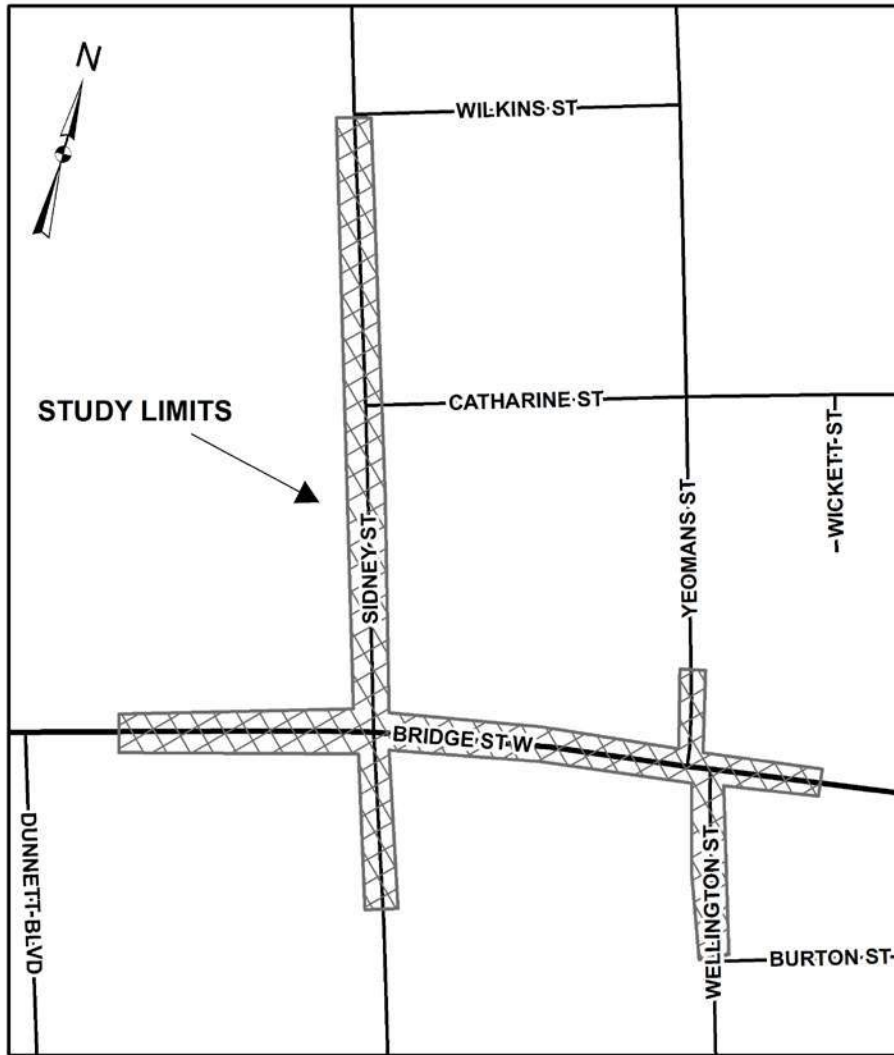 N
WILKINS ST
CATHARINE ST
STUDY LIMITS
WICKETT ST
SIDNEY ST
YEOMANS ST
BRIDGE ST W
DUNNETT BLVD
WELLINGTON ST
BURTON ST